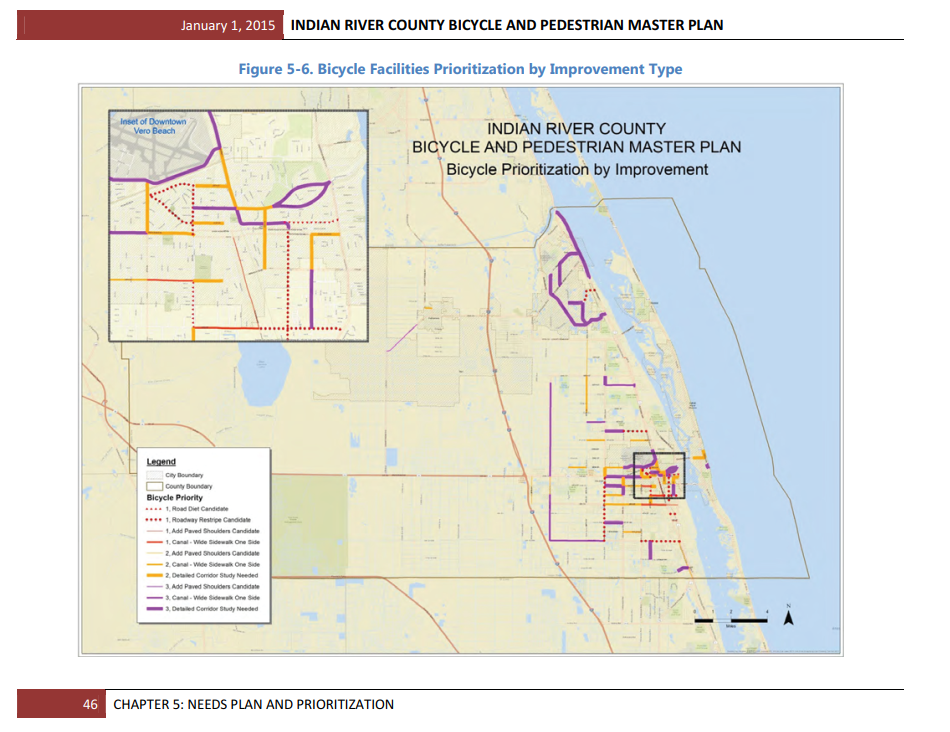 January 1, 2015 INDIAN RIVER COUNTY BICYCLE AND PEDESTRIAN MASTER PLAN
Figure 5-6. Bicycle Facilities Prioritization by Improvement Type
Inset of Downtown
Vero Beach
INDIAN RIVER COUNTY
BICYCLE AND PEDESTRIAN MASTER PLAN
Bicycle Prioritization by Improvement
Legend
City Boundary
County Boundary
Bicycle Priority
1, Road Diet Candidate
1, Roadway Restripe Candidate
1, Add Paved Shoulders Candidate
1, Canal - Wide Sidewalk One Side
2, Add Paved Shoulders Candidate
2, Canal - Wide Sidewalk One Side
2, Detailed Corridor Study Needed
3, Add Paved Shoulders Candidate
3, Canal - Wide Sidewalk One Side
3, Detailed Corridor Study Needed
0 1 2 4
Miles
N
46 CHAPTER 5: NEEDS PLAN AND PRIORITIZATION